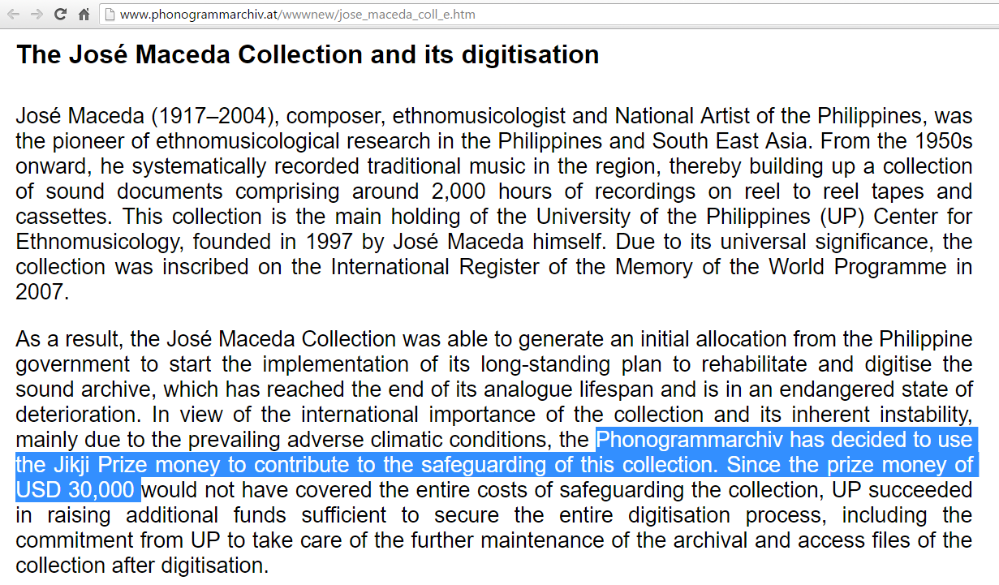 www.phonogrammarchiv.at/wwwnew/jose_maceda_coll_e.htm
The José Maceda Collection and its digitisation
José Maceda (1917–2004), composer, ethnomusicologist and National Artist of the Philippines, was
the pioneer of ethnomusicological research in the Philippines and South East Asia. From the 1950s
onward, he systematically recorded traditional music in the region, thereby building up a collection
of sound documents comprising around 2,000 hours of recordings on reel to reel tapes and
cassettes. This collection is the main holding of the University of the Philippines (UP) Center for
Ethnomusicology, founded in 1997 by José Maceda himself. Due to its universal significance, the
collection was inscribed on the International Register of the Memory of the World Programme in
2007.
As a result, the José Maceda Collection was able to generate an initial allocation from the Philippine
government to start the implementation of its long-standing plan to rehabilitate and digitise the
sound archive, which has reached the end of its analogue lifespan and is in an endangered state of
deterioration. In view of the international importance of the collection and its inherent instability,
mainly due to the prevailing adverse climatic conditions, the Phonogrammarchiv has decided to use
the Jikji Prize money to contribute to the safeguarding of this collection. Since the prize money of
USD 30,000 would not have covered the entire costs of safeguarding the collection, UP succeeded
in raising additional funds sufficient to secure the entire digitisation process, including the
commitment from UP to take care of the further maintenance of the archival and access files of the
collection after digitisation.